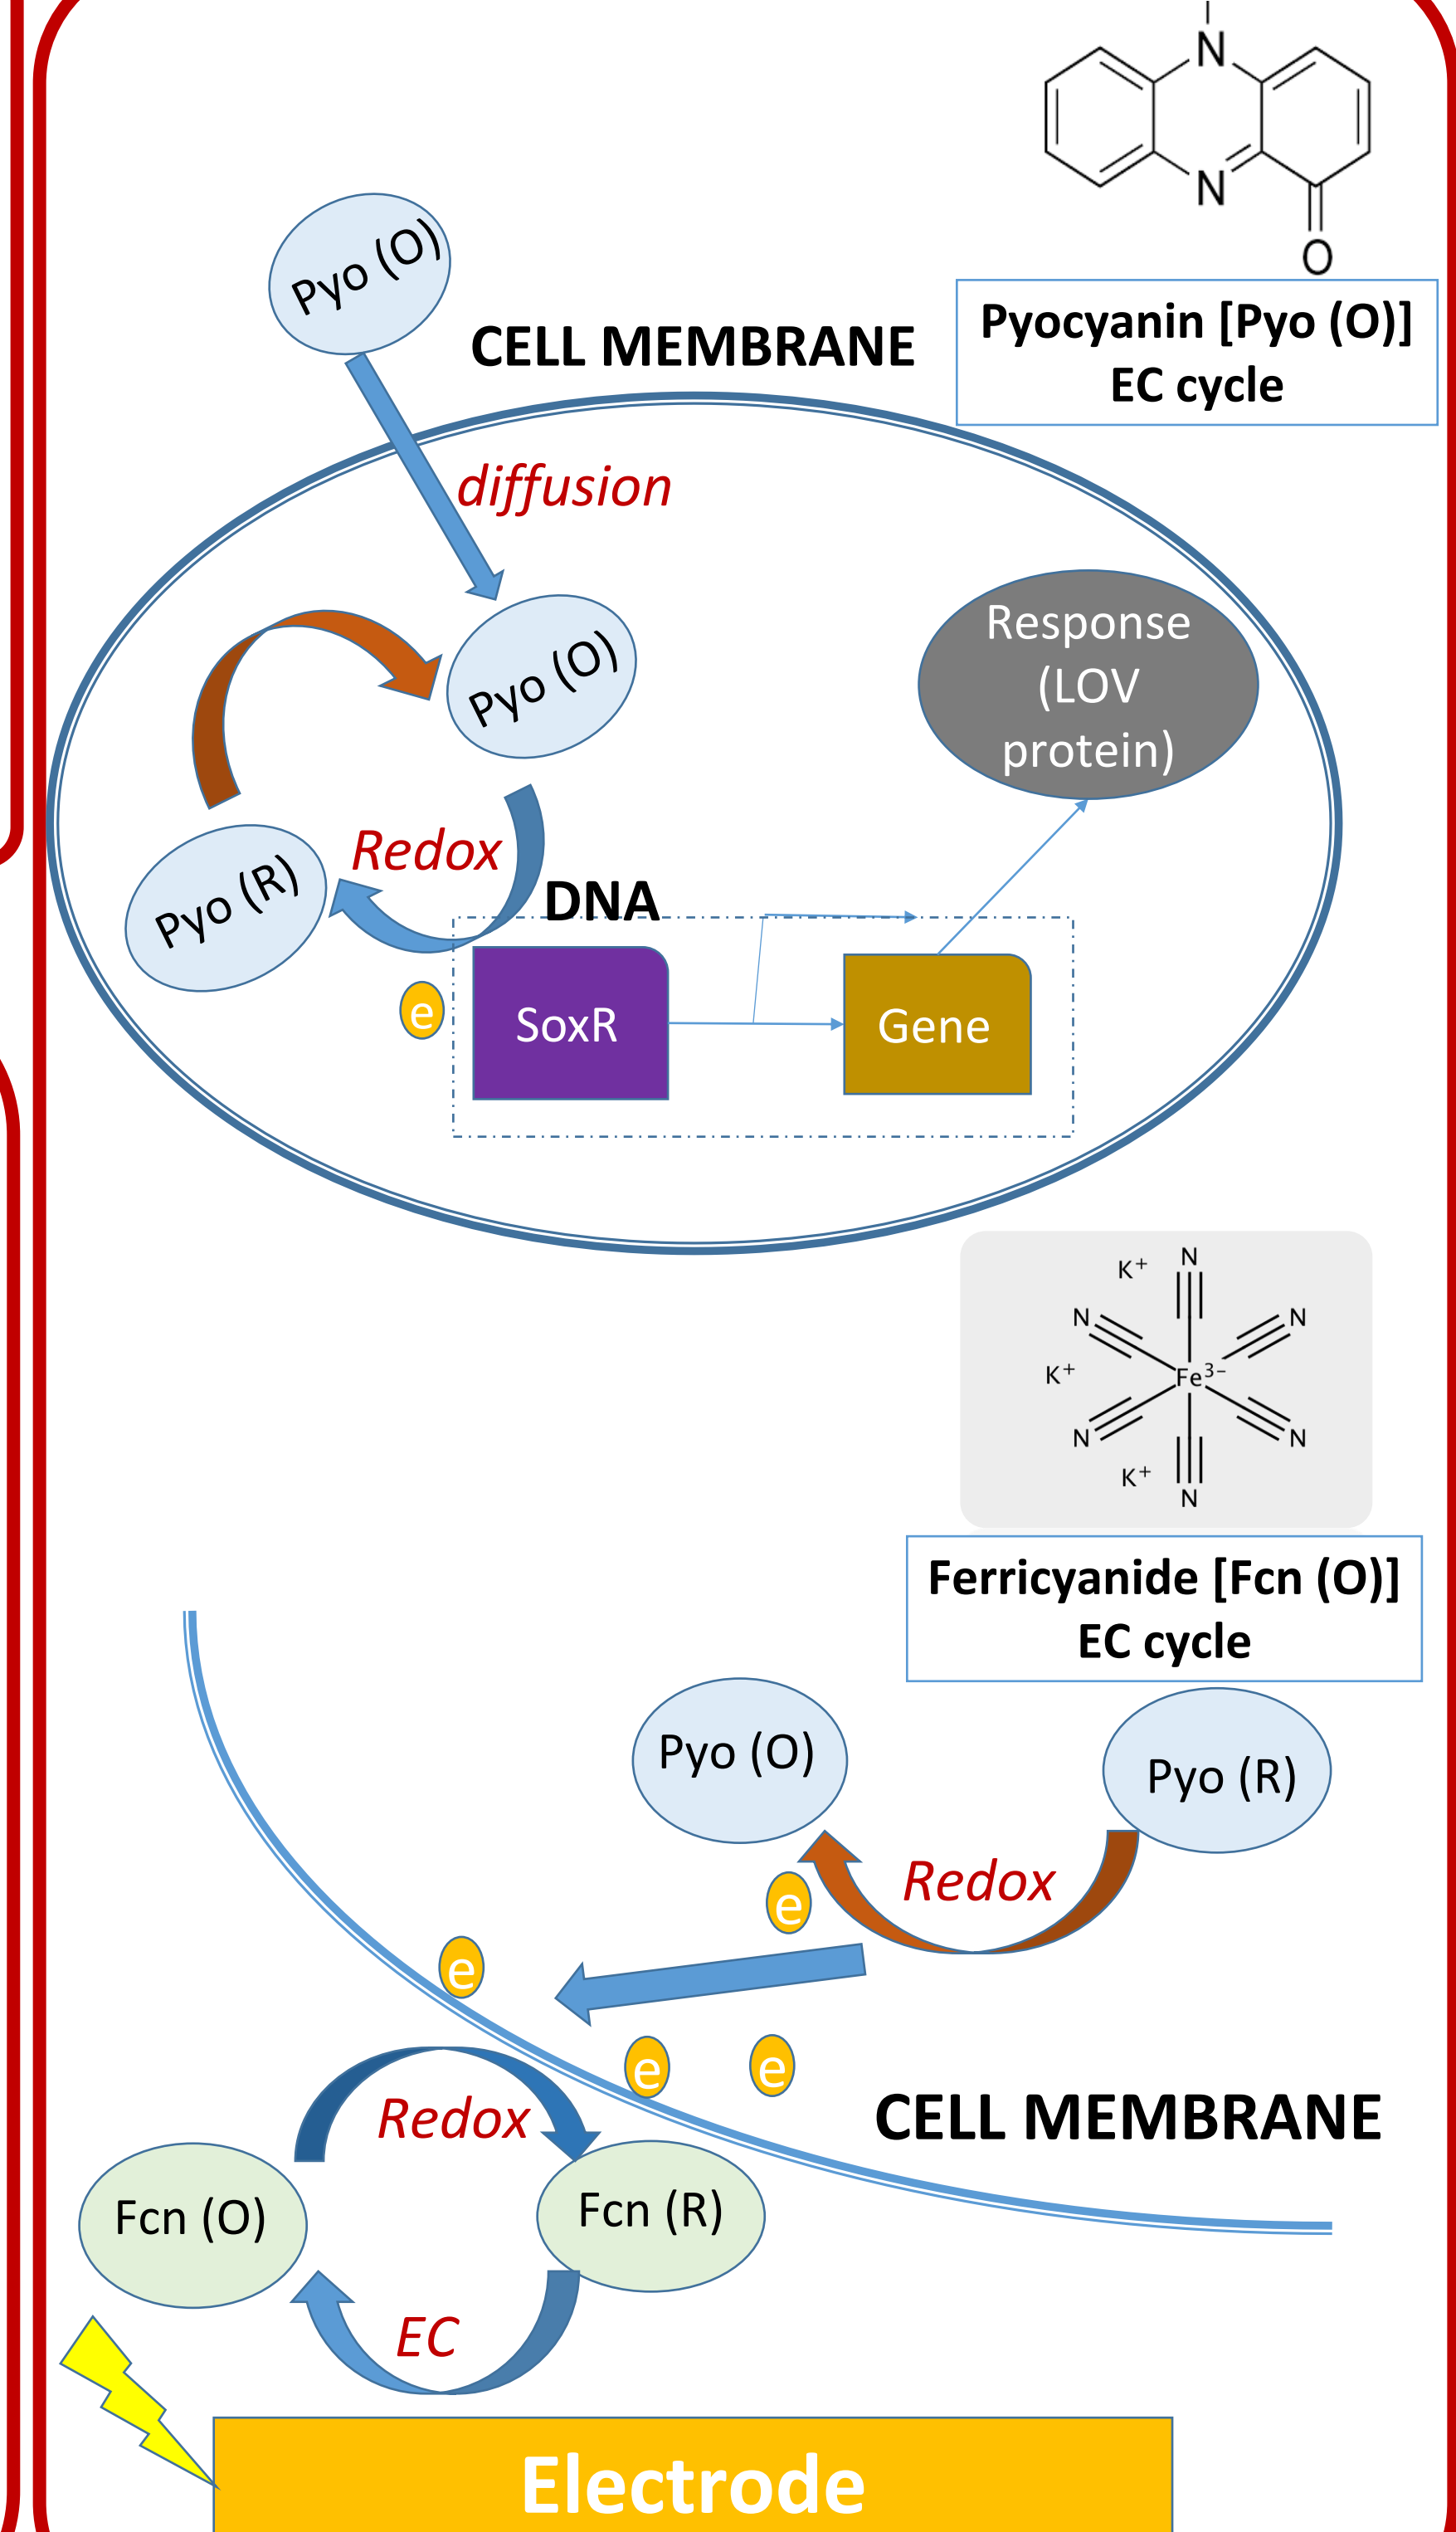 N
N
O
Pyocyanin [Pyo (O)]
EC cycle
Pyo (O)
CELL MEMBRANE
diffusion
Pyo (O)
Response
(LOV
protein)
Redox
Pyo (R)
DNA
e
SoxR
Gene
N
K⁺
N
N
K⁺
Fe³⁻
N
N
K⁺
N
Ferricyanide [Fcn (O)]
EC cycle
Pyo (O)
Pyo (R)
Redox
e
e
e
e
CELL MEMBRANE
Redox
Fcn (O)
Fcn (R)
EC
Electrode